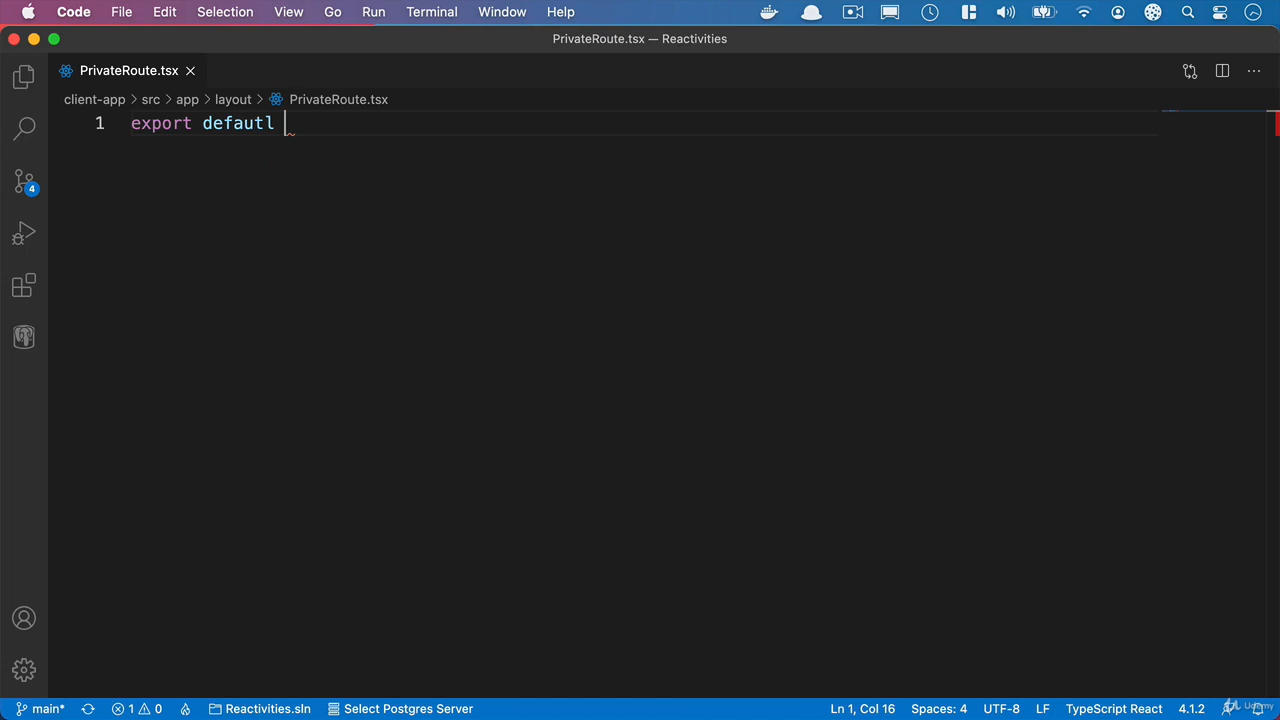 Code File Edit Selection View Go Run Terminal Window Help
PrivateRoute.tsx — Reactivities
PrivateRoute.tsx
client-app > src > app > layout > PrivateRoute.tsx
1 export defautl
4
main* 1 0 Reactivities.sln Select Postgres Server Ln 1, Col 16 Spaces: 4 UTF-8 LF TypeScript React 4.1.2
Udemy